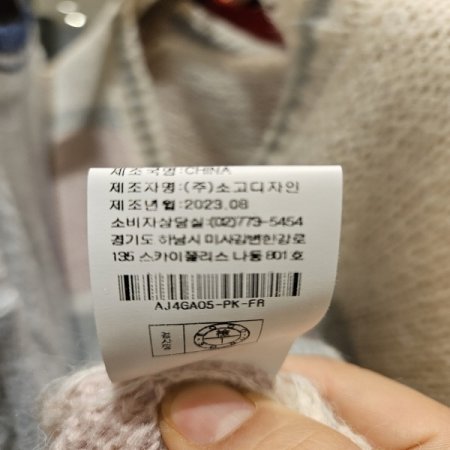 제조국명:CHINA
제조자명:(주)소고디자인
제조년월:2023.08
소비자상담실:(02)773-5454
경기도 하남시 미사강변한강로
135 스카이폴리스 나동 801호
AJ4GA05-PK-FR